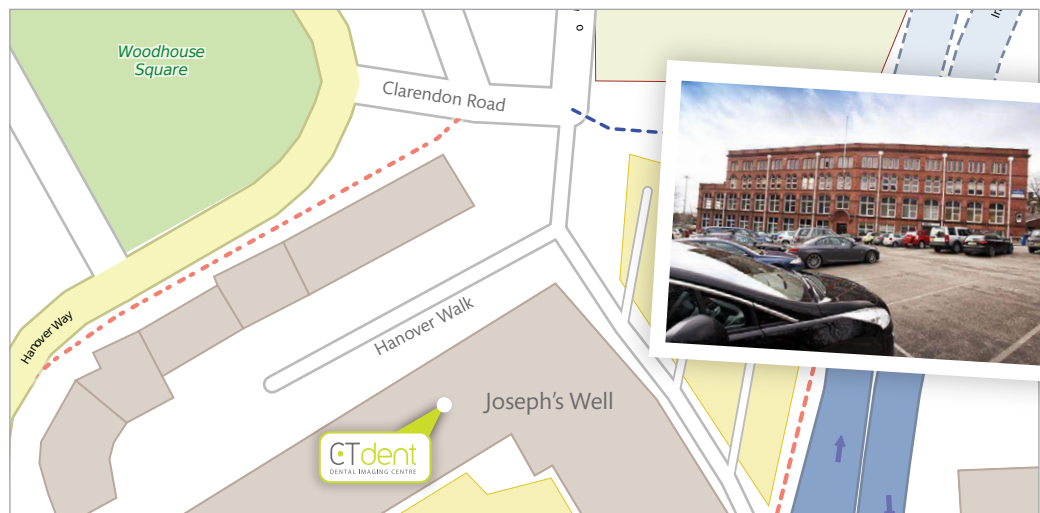 Woodhouse
Square
Clarendon Road
Hanover Way
Hanover Walk
Joseph's Well
CTdent
DENTAL IMAGING CENTRE